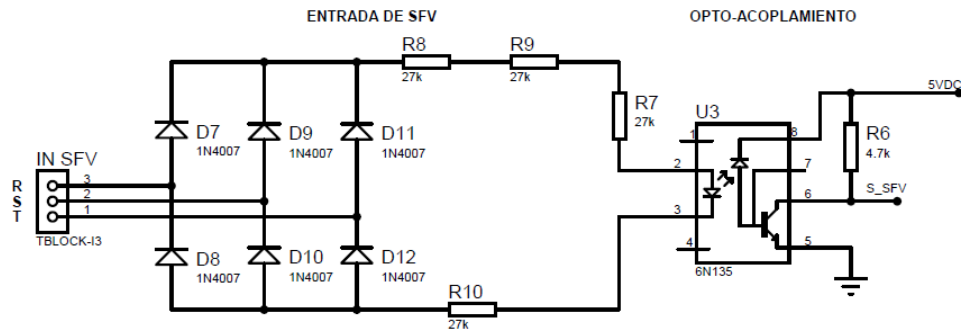 ENTRADA DE SFV
OPTO-ACOPLAMIENTO
R8
27k
R9
27k
R7
27k
U3
5VDC
R6
4.7k
D7
1N4007
D9
1N4007
D11
1N4007
IN SFV
R
S
T
3
2
1
TBLOCK-I3
1
2
3
4
8
7
6
5
S_SFV
D8
1N4007
D10
1N4007
D12
1N4007
6N135
R10
27k